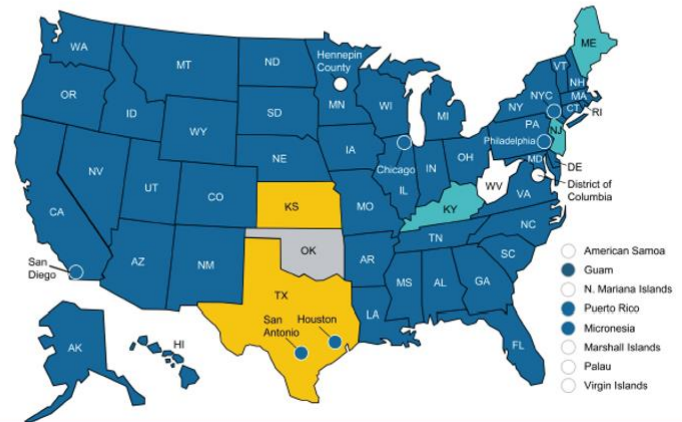 WA
MT
ND
Hennepin
County
ME
OR
ID
SD
MN
WI
MI
VT
NH
NYC
MA
NY
CT
RI
WY
NE
IA
PA
NJ
Philadelphia
Chicago
IL
IN
OH
MD
DE
District of
Columbia
NV
UT
CO
KS
MO
KY
WV
VA
CA
AZ
NM
OK
AR
TN
NC
SC
San
Diego
TX
San
Antonio
Houston
LA
MS
AL
GA
FL
AK
HI
American Samoa
Guam
N. Mariana Islands
Puerto Rico
Micronesia
Marshall Islands
Palau
Virgin Islands